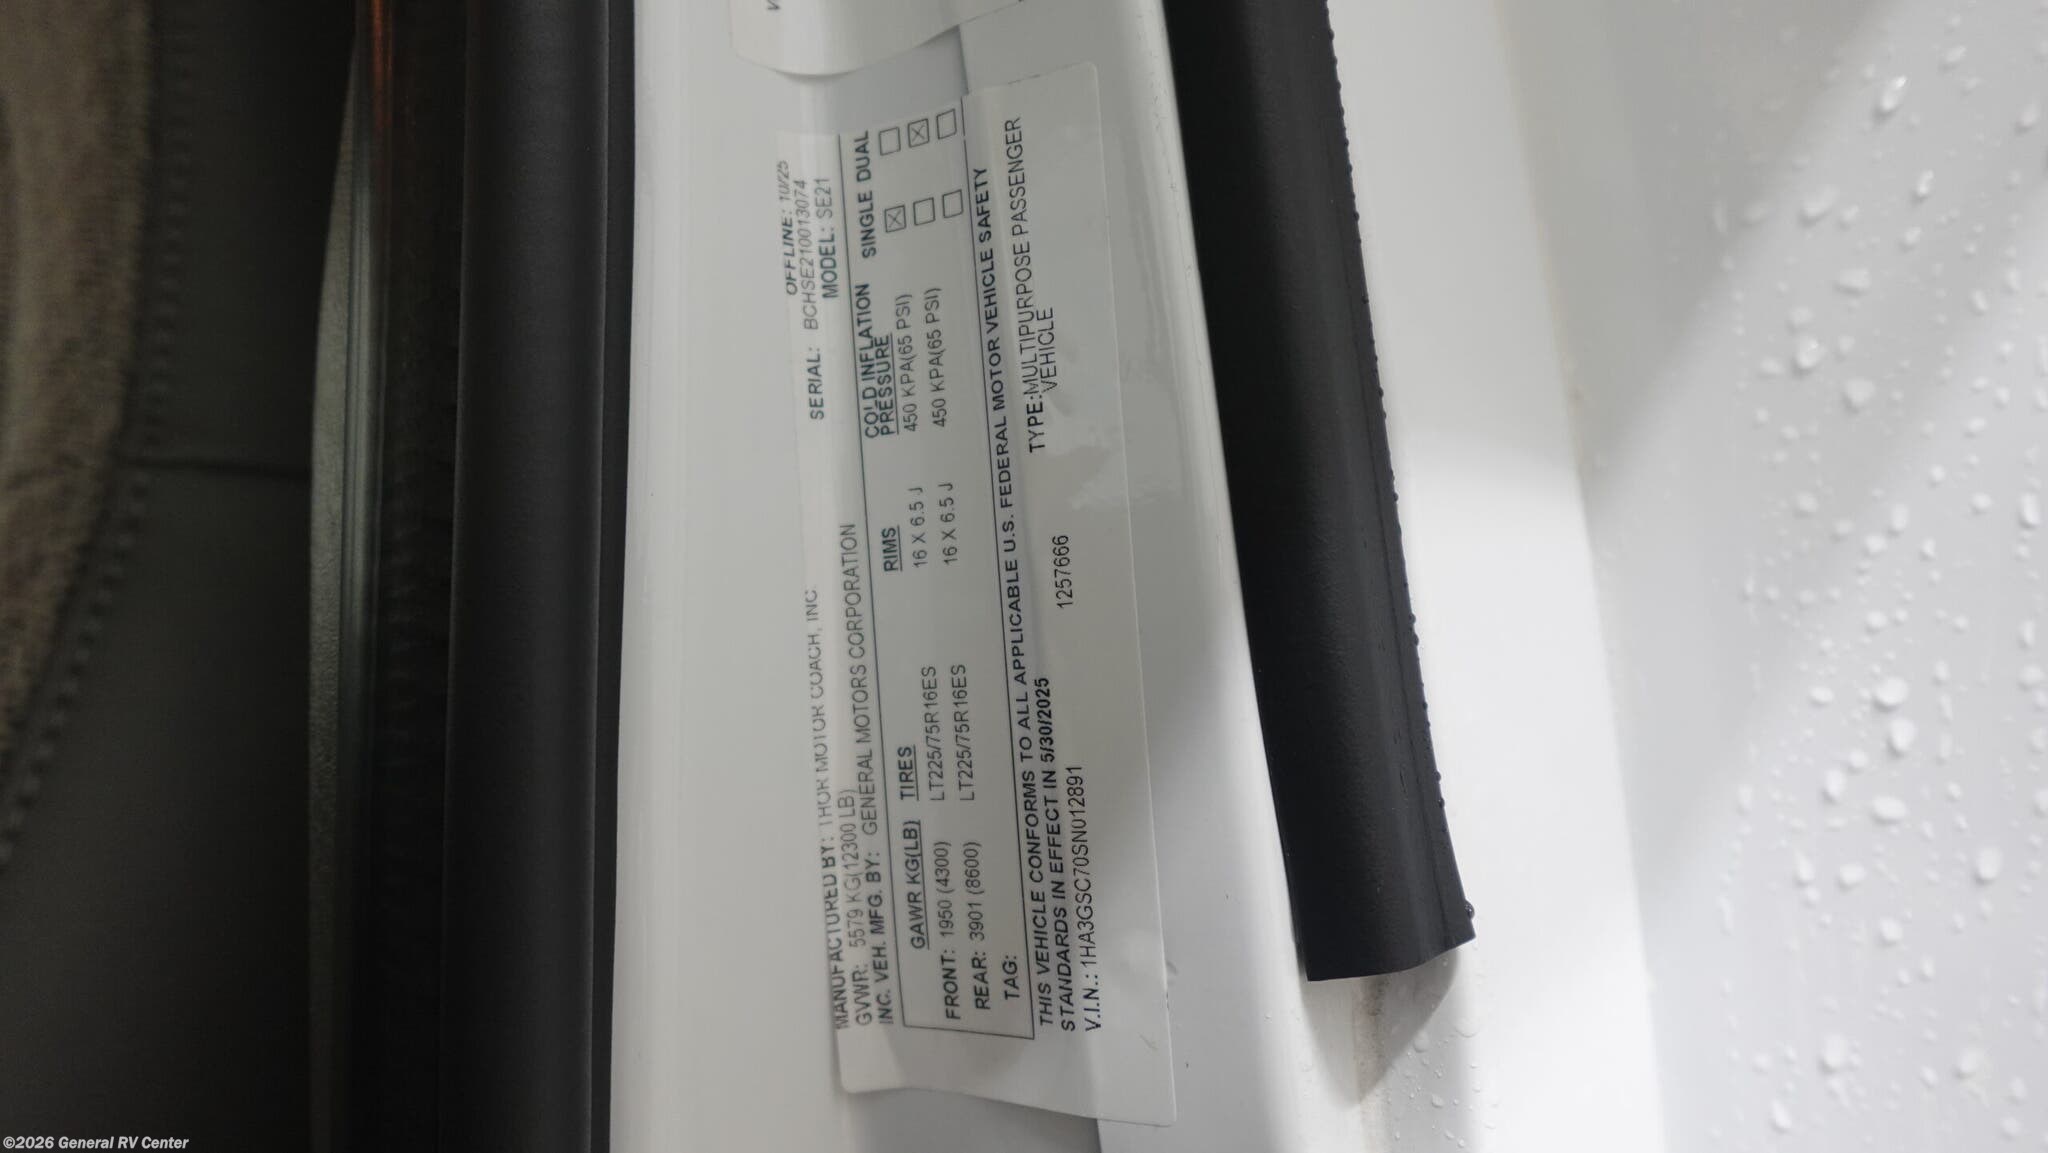 OFFLINE: 10/25
SERIAL: BCHSE210013074
MODEL: SE21
MANUFACTURED BY: THOR MOTOR COACH, INC
GVWR: 5579 KG(12300 LB)
INC. VEH. MFG. BY: GENERAL MOTORS CORPORATION
GAWR KG(LB) TIRES RIMS COLD INFLATION PRESSURE SINGLE DUAL
FRONT: 1950 (4300) LT225/75R16ES 16 X 6.5 J 450 KPA(65 PSI) ☒ ☐
REAR: 3901 (8600) LT225/75R16ES 16 X 6.5 J 450 KPA(65 PSI) ☐ ☒
TAG: ☐ ☐
THIS VEHICLE CONFORMS TO ALL APPLICABLE U.S. FEDERAL MOTOR VEHICLE SAFETY
STANDARDS IN EFFECT IN 5/30/2025
TYPE:MULTIPURPOSE PASSENGER
VEHICLE
V.I.N.: 1HA3GSC70SN012891 1257666
©2026 General RV Center